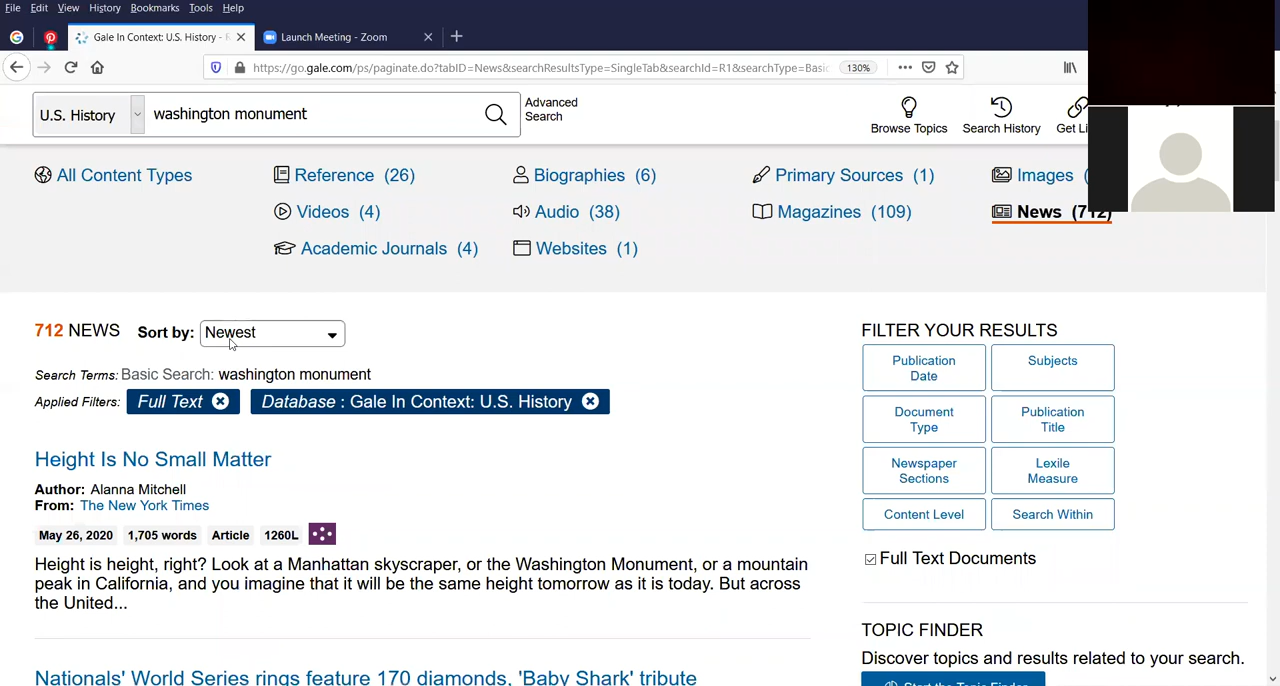 File Edit View History Bookmarks Tools Help
Gale In Context: U.S. History - R
Launch Meeting - Zoom
https://go.gale.com/ps/paginate.do?tabID=News&searchResultsType=SingleTab&searchId=R1&searchType=Basic
130%
U.S. History
washington monument
Advanced
Search
Browse Topics
Search History
Get Li
All Content Types
Reference (26)
Biographies (6)
Primary Sources (1)
Images (
Videos (4)
Audio (38)
Magazines (109)
News (712)
Academic Journals (4)
Websites (1)
712 NEWS
Sort by: Newest
Search Terms: Basic Search: washington monument
Applied Filters: Full Text Database : Gale In Context: U.S. History
Height Is No Small Matter
Author: Alanna Mitchell
From: The New York Times
May 26, 2020 1,705 words Article 1260L
Height is height, right? Look at a Manhattan skyscraper, or the Washington Monument, or a mountain
peak in California, and you imagine that it will be the same height tomorrow as it is today. But across
the United...
Nationals' World Series rings feature 170 diamonds, 'Baby Shark' tribute
FILTER YOUR RESULTS
Publication
Date
Subjects
Document
Type
Publication
Title
Newspaper
Sections
Lexile
Measure
Content Level
Search Within
Full Text Documents
TOPIC FINDER
Discover topics and results related to your search.
Start the Topic Finder